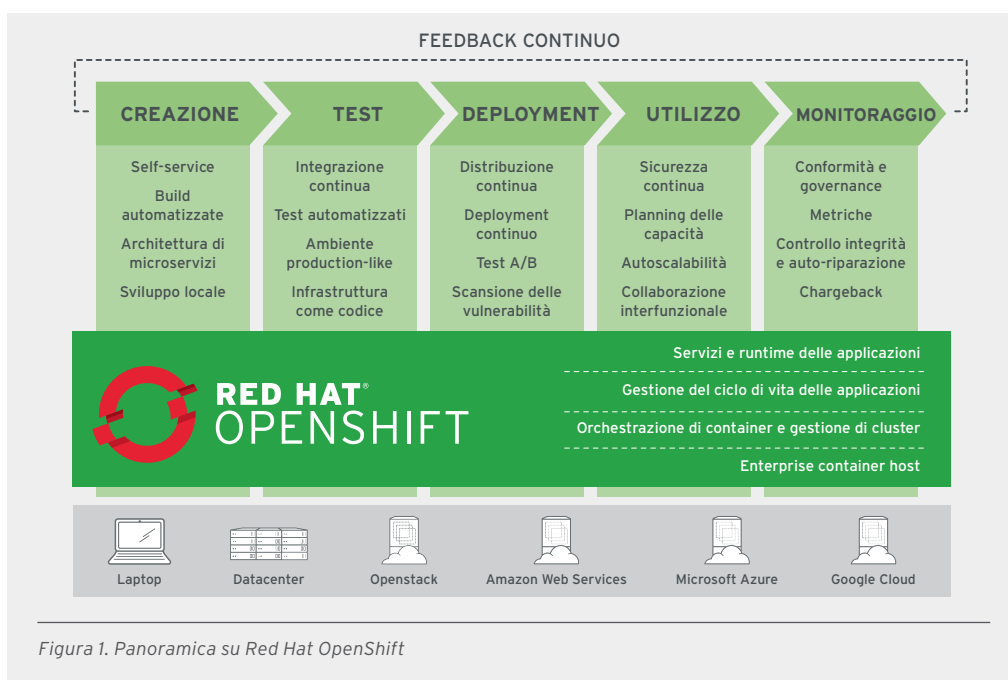 FEEDBACK CONTINUO
CREAZIONE
TEST
DEPLOYMENT
UTILIZZO
MONITORAGGIO
Self-service
Build
automatizzate
Architettura di
microservizi
Sviluppo locale
Integrazione
continua
Test automatizzati
Ambiente
production-like
Infrastruttura
come codice
Distribuzione
continua
Deployment
continuo
Test A/B
Scansione delle
vulnerabilità
Sicurezza
continua
Planning delle
capacità
Autoscalabilità
Collaborazione
interfunzionale
Conformità e
governance
Metriche
Controllo integrità
e auto-riparazione
Chargeback
RED HAT®
OPENSHIFT
Servizi e runtime delle applicazioni
Gestione del ciclo di vita delle applicazioni
Orchestrazione di container e gestione di cluster
Enterprise container host
Laptop
Datacenter
Openstack
Amazon Web Services
Microsoft Azure
Google Cloud
Figura 1. Panoramica su Red Hat OpenShift